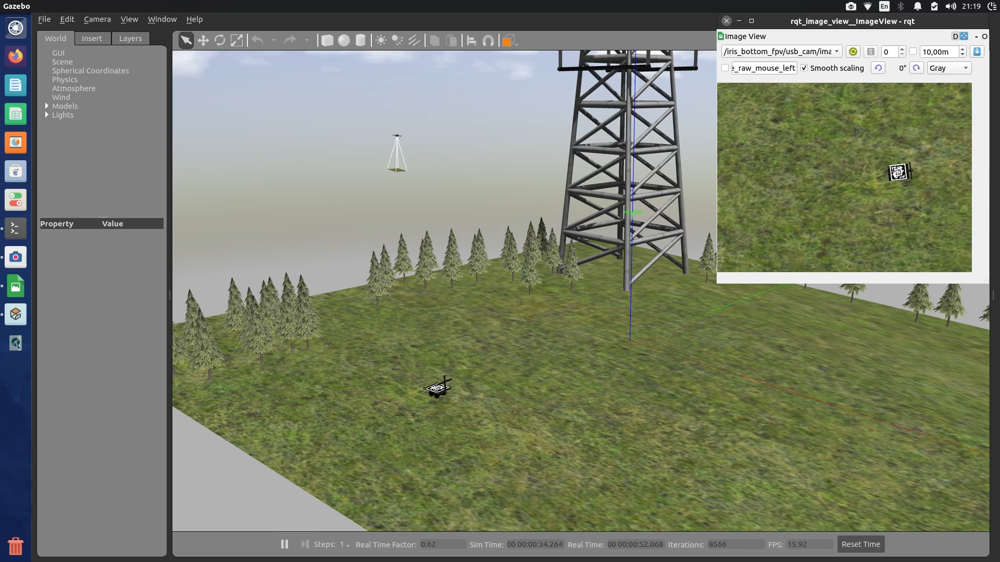 Gazebo
En
21:19
File Edit Camera View Window Help
rqt_image_view__ImageView - rqt
World Insert Layers
Image View
D
- O
/iris_bottom_fpv/usb_cam/ima
0
10,00m
e_raw_mouse_left
Smooth scaling
0°
Gray
GUI
Scene
Spherical Coordinates
Physics
Atmosphere
Wind
Models
Lights
Property Value
Steps: 1
Real Time Factor: 0.62
Sim Time: 00 00:00:34.264
Real Time: 00 00:00:52.068
Iterations: 8566
FPS: 15.92
Reset Time